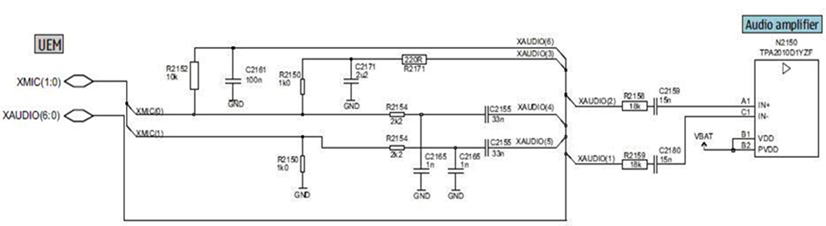 Audio amplifier
UEM
N2150
TPA2010D1YZF
XAUDIO(6)
XAUDIO(3)
R2152
10k
C2161
100n
GND
R2150
1k0
C2171
2u2
GND
220R
R2171
XMIC(1:0)
XAUDIO(6:0)
XMIC(0)
R2154
2k2
C2155
33n
XAUDIO(4)
XAUDIO(2)
R2158
18k
C2159
15n
A1
IN+
C1
IN-
XMIC(1)
R2154
2k2
C2155
33n
XAUDIO(5)
VBAT
B1
VDD
B2
PVDD
R2150
1k0
GND
C2165
1n
GND
C2165
1n
GND
XAUDIO(1)
R2159
18k
C2180
15n